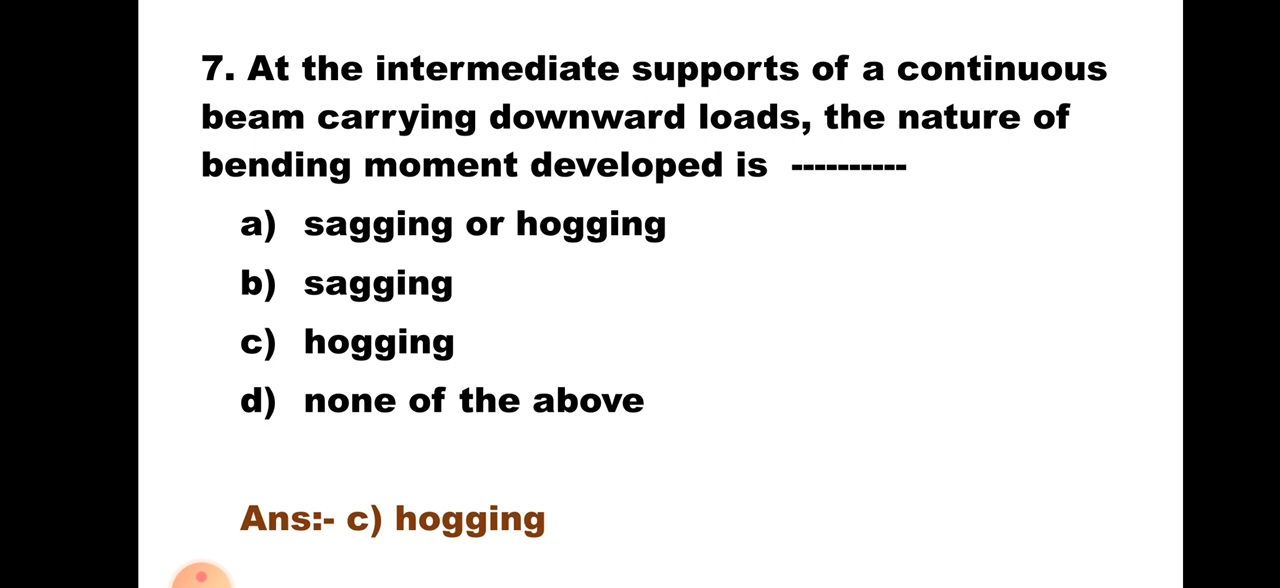 7. At the intermediate supports of a continuous
beam carrying downward loads, the nature of
bending moment developed is ----------
a) sagging or hogging
b) sagging
c) hogging
d) none of the above
Ans:- c) hogging